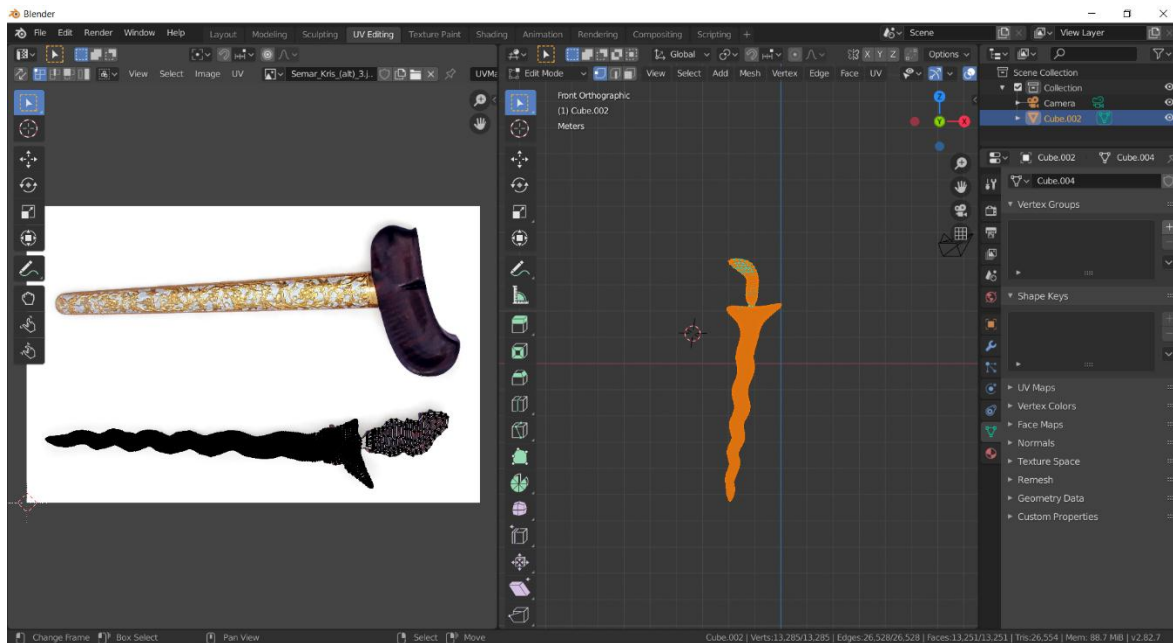 Blender
File Edit Render Window Help Layout Modeling Sculpting UV Editing Texture Paint Shading Animation Rendering Compositing Scripting + Scene View Layer
Global X Y Z Options
View Select Image UV Semar_Kris_(alt)_3.j... UVMa Edit Mode View Select Add Mesh Vertex Edge Face UV
Front Orthographic
(1) Cube.002
Meters
Z
Y
X
Scene Collection
Collection
Camera
Cube.002
Cube.002 Cube.004
Cube.004
Vertex Groups
Shape Keys
UV Maps
Vertex Colors
Face Maps
Normals
Texture Space
Remesh
Geometry Data
Custom Properties
Change Frame Box Select Pan View Select Move Cube.002 | Verts:13,285/13,285 | Edges:26,528/26,528 | Faces:13,251/13,251 | Tris:26,554 | Mem: 88.7 MiB | v2.82.7